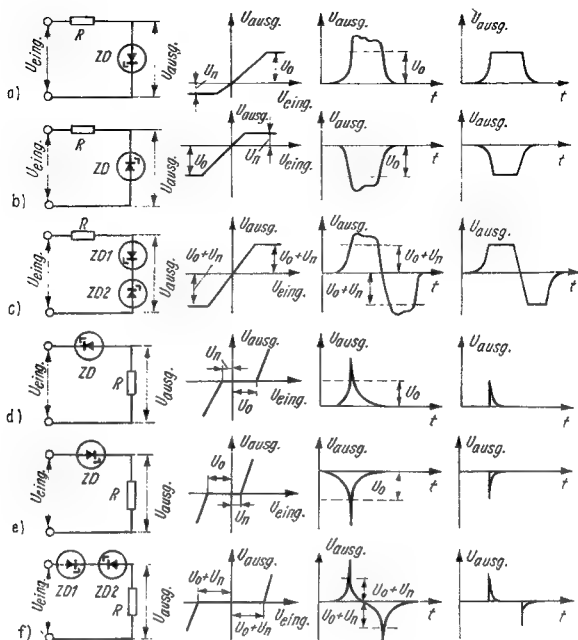 a) U_eing. R ZD U_ausg. U_ausg. U_n U_0 U_eing. U_ausg. U_0 t U_ausg. t
b) U_eing. R ZD U_ausg. U_ausg. U_0 U_n U_eing. U_ausg. U_0 t U_ausg. t
c) U_eing. R ZD1 ZD2 U_ausg. U_ausg. U_0+U_n U_0+U_n U_eing. U_ausg. U_0+U_n U_0+U_n t U_ausg. t
d) U_eing. ZD R U_ausg. U_ausg. U_n U_0 U_eing. U_ausg. U_0 t U_ausg. t
e) U_eing. ZD R U_ausg. U_ausg. U_0 U_n U_eing. U_ausg. U_0 t U_ausg. t
f) U_eing. ZD1 ZD2 R U_ausg. U_ausg. U_0+U_n U_0+U_n U_eing. U_ausg. U_0+U_n U_0+U_n t U_ausg. t